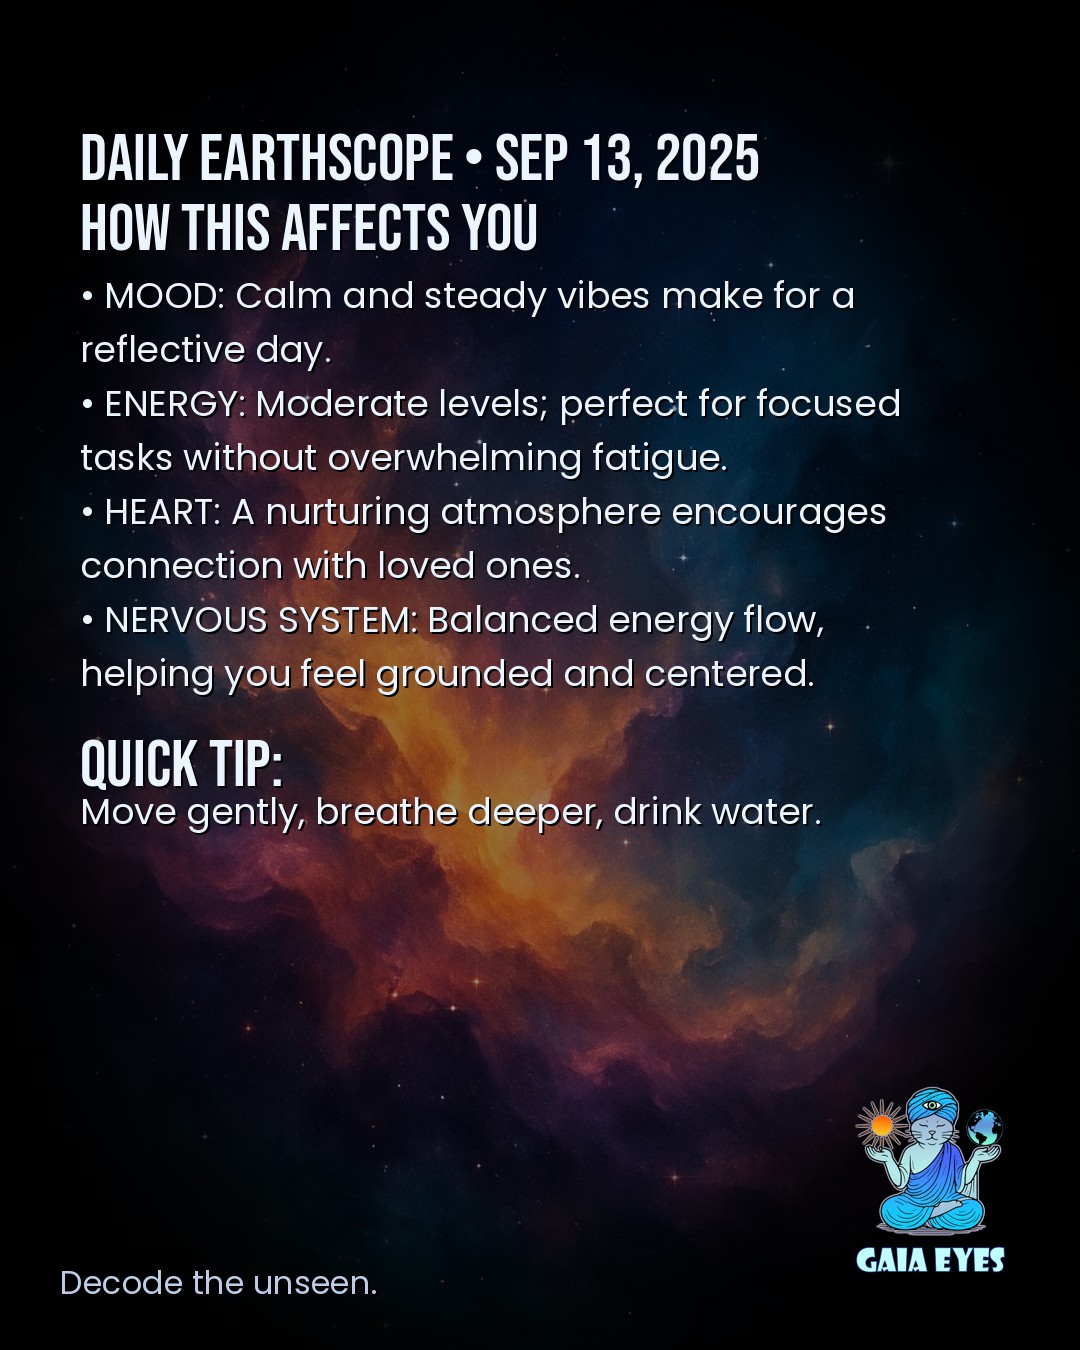 DAILY EARTHSCOPE • SEP 13, 2025
HOW THIS AFFECTS YOU
• MOOD: Calm and steady vibes make for a
reflective day.
• ENERGY: Moderate levels; perfect for focused
tasks without overwhelming fatigue.
• HEART: A nurturing atmosphere encourages
connection with loved ones.
• NERVOUS SYSTEM: Balanced energy flow,
helping you feel grounded and centered.
QUICK TIP:
Move gently, breathe deeper, drink water.
GAIA EYES
Decode the unseen.